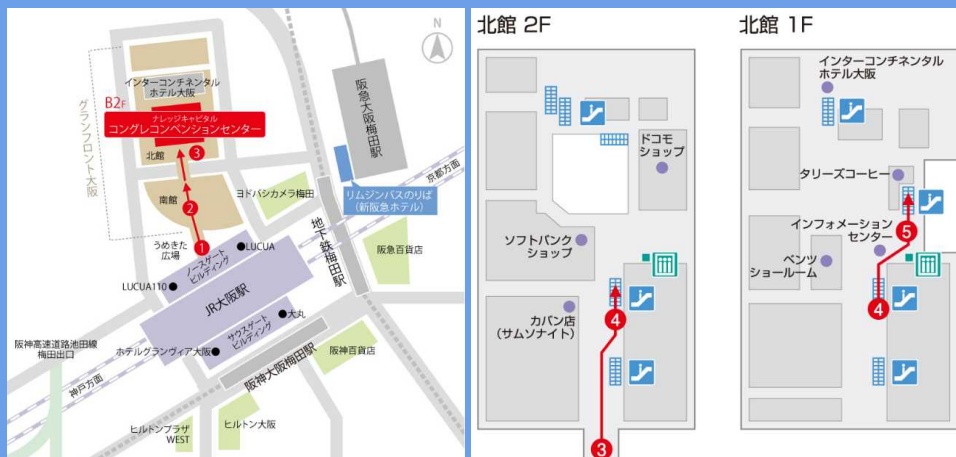 N
インターコンチネンタル
ホテル大阪
B2F
ナレッジキャピタル
コングレコンベンションセンター
グランフロント大阪
北館
3
南館
2
うめきた
広場
1
阪急大阪梅田駅
京都方面
リムジンバスのりば
(新阪急ホテル)
ヨドバシカメラ梅田
地下鉄梅田駅
阪急百貨店
LUCUA
ノースゲート
ビルディング
LUCUA110
JR大阪駅
サウスゲート
ビルディング
大丸
ホテルグランヴィア大阪
阪神高速道路池田線
梅田出口
神戸方面
阪神大阪梅田駅
阪神百貨店
ヒルトン大阪
ヒルトンプラザ
WEST
北館 2F
ドコモ
ショップ
ソフトバンク
ショップ
カバン店
(サムソナイト)
4
3
北館 1F
インターコンチネンタル
ホテル大阪
タリーズコーヒー
5
インフォメーション
センター
ベンツ
ショールーム
4